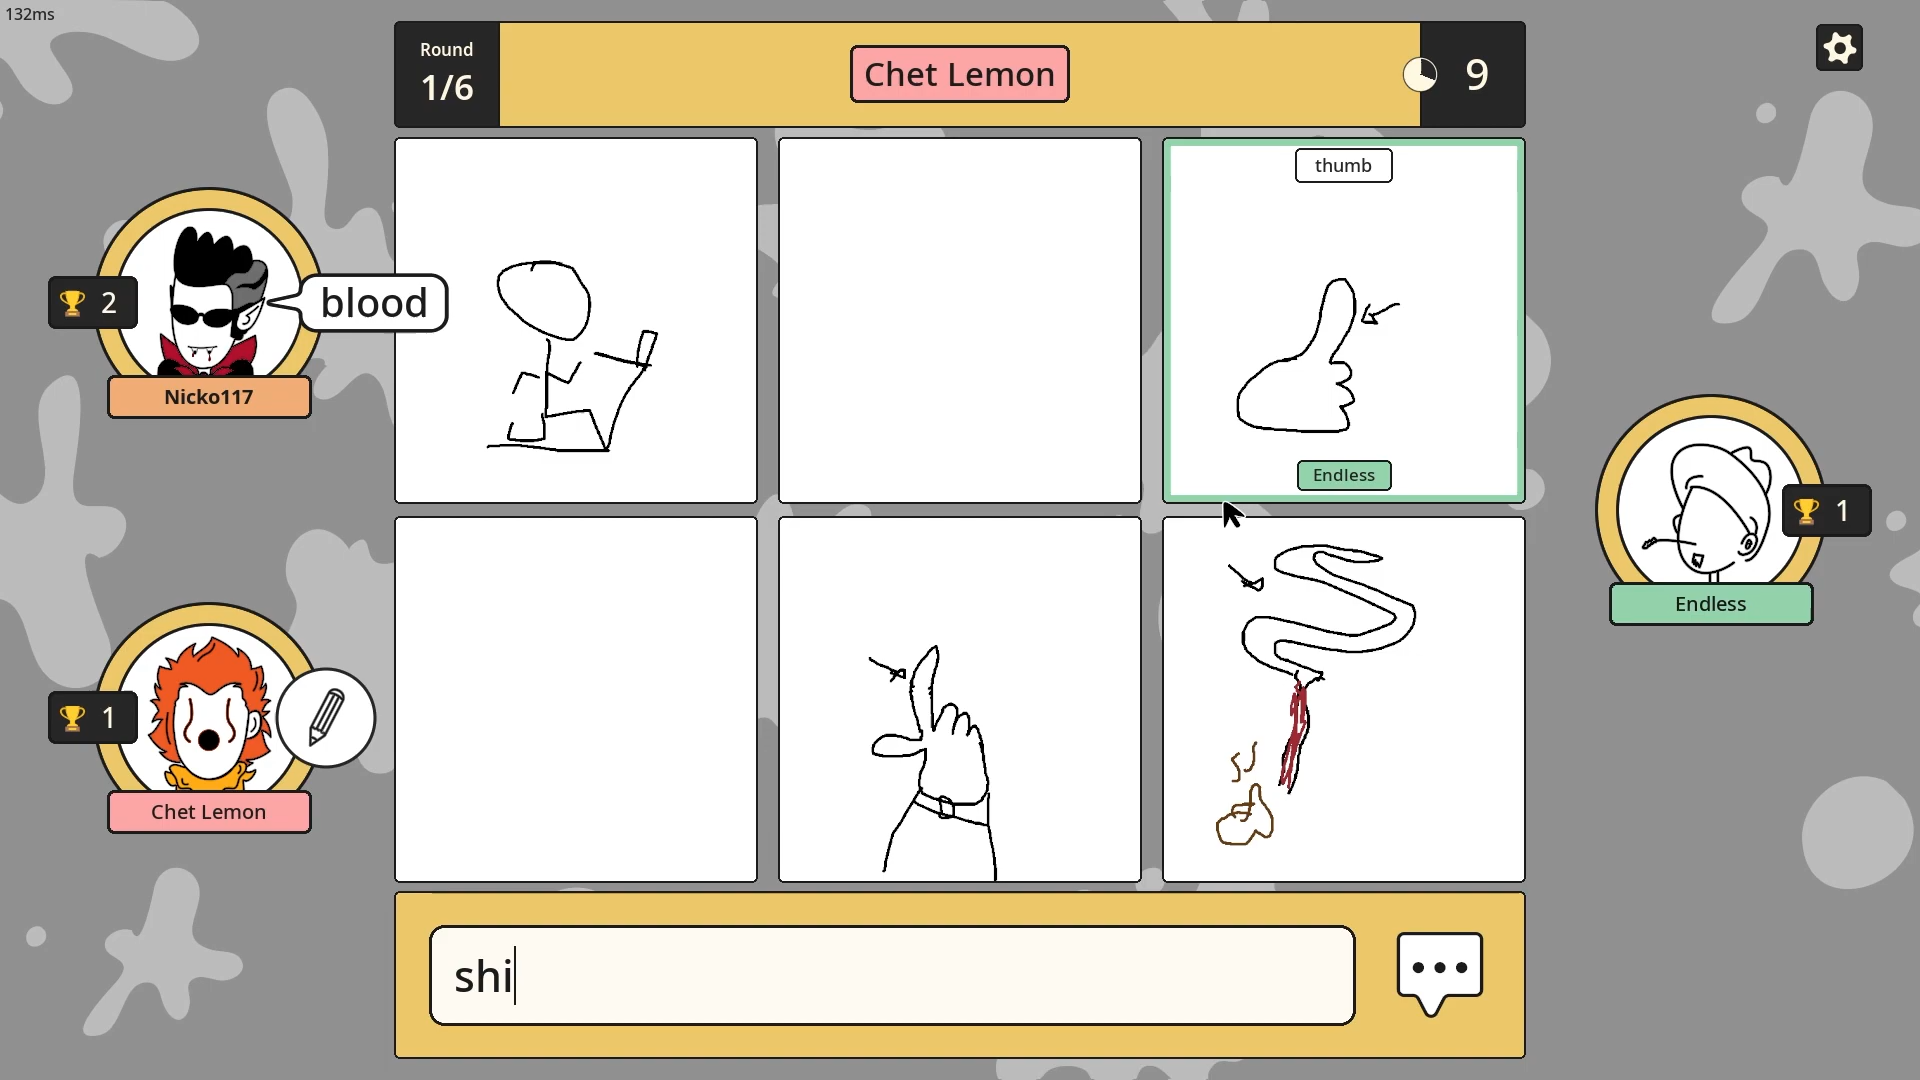 132ms
Round
1/6
Chet Lemon
9
thumb
2
blood
Nicko117
Endless
1
Endless
1
Chet Lemon
shi